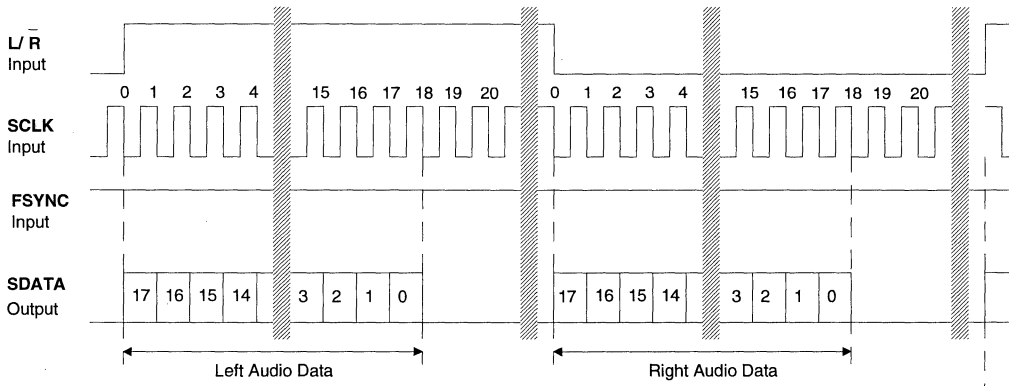 L/ R̅
Input
0 1 2 3 4 15 16 17 18 19 20 0 1 2 3 4 15 16 17 18 19 20
SCLK
Input
FSYNC
Input
SDATA
Output
17 16 15 14 3 2 1 0 17 16 15 14 3 2 1 0
Left Audio Data Right Audio Data